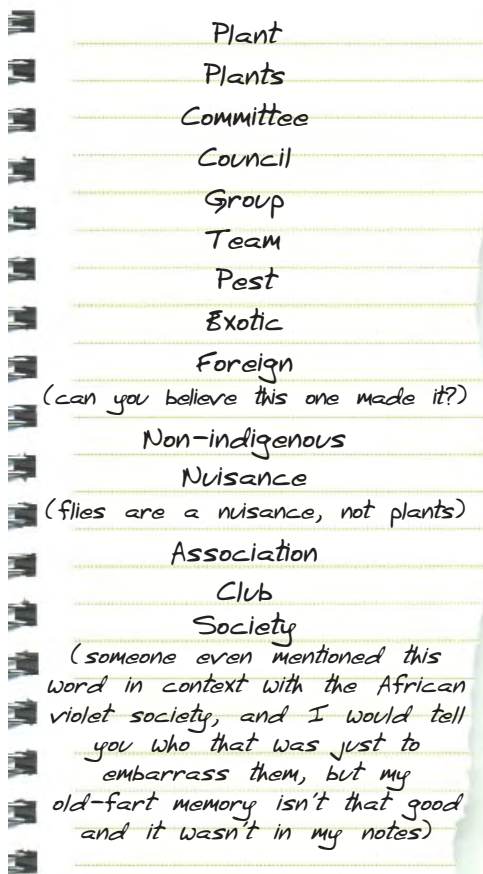 Plant
Plants
Committee
Council
Group
Team
Pest
Exotic
Foreign
(can you believe this one made it?)
Non-indigenous
Nuisance
(flies are a nuisance, not plants)
Association
Club
Society
(someone even mentioned this
word in context with the African
violet society, and I would tell
you who that was just to
embarrass them, but my
old-fart memory isn't that good
and it wasn't in my notes)